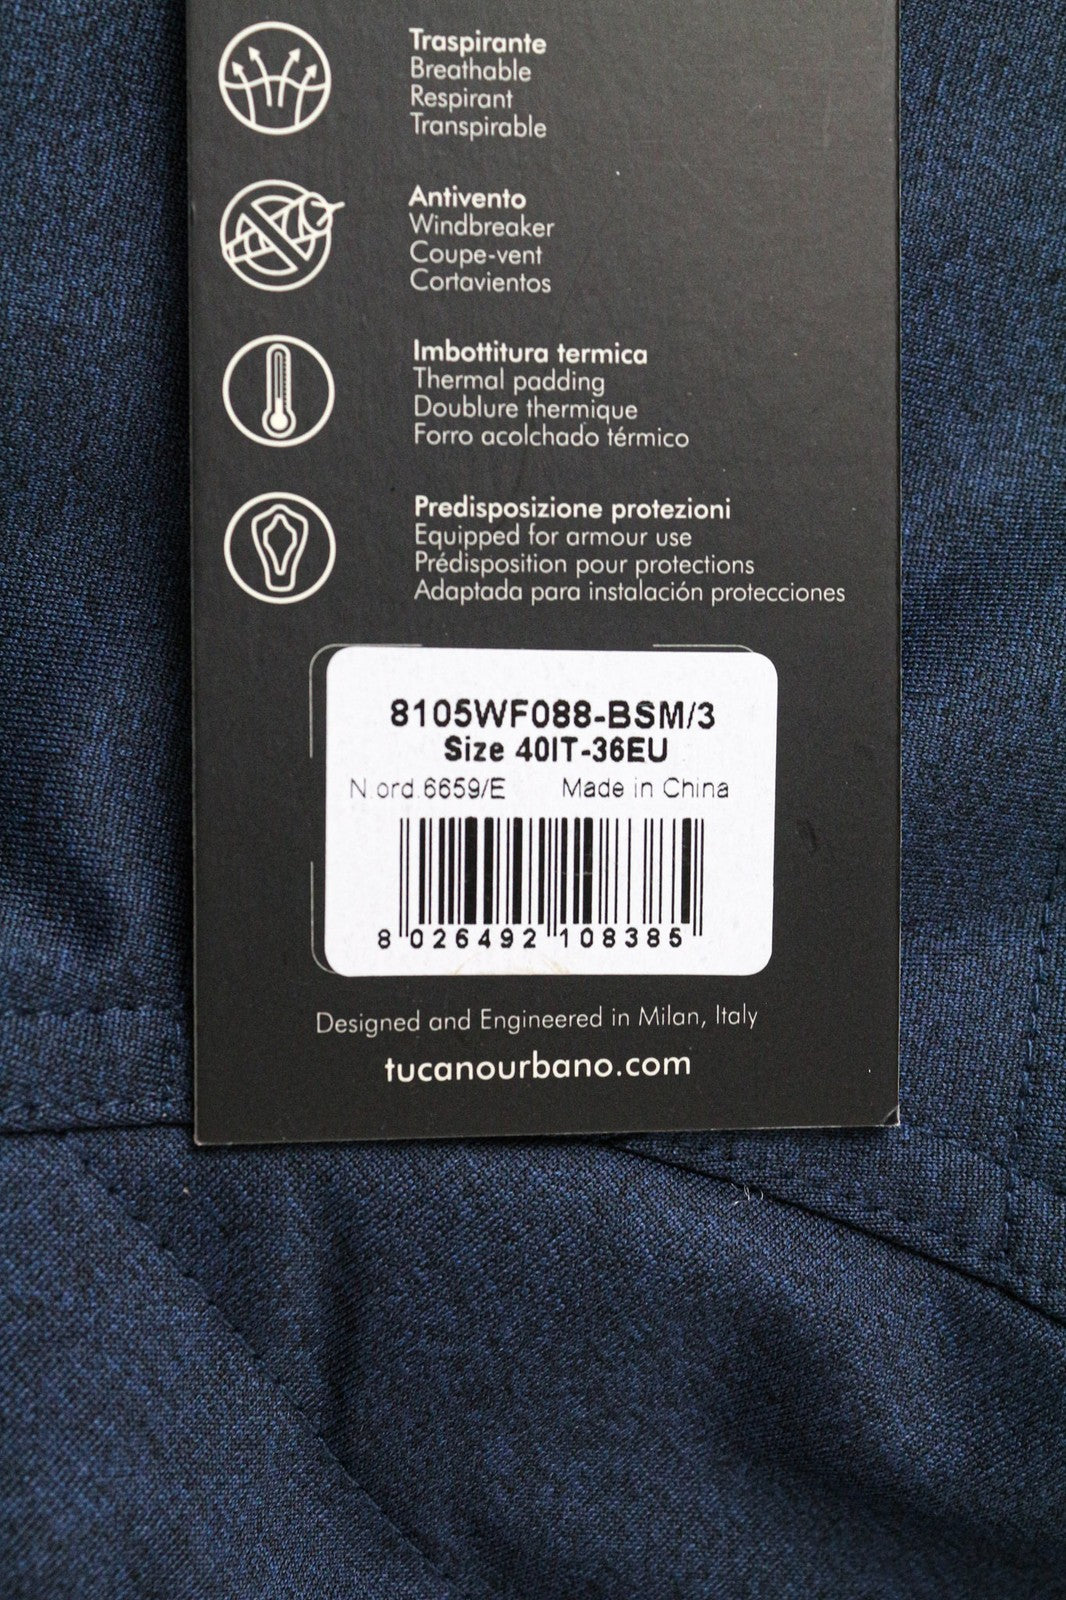 Traspirante
Breathable
Respirant
Transpirable
Antivento
Windbreaker
Coupe-vent
Cortavientos
Imbottitura termica
Thermal padding
Doublure thermique
Forro acolchado térmico
Predisposizione protezioni
Equipped for armour use
Prédisposition pour protections
Adaptada para instalación protecciones
8105WF088-BSM/3
Size 40IT-36EU
N.ord.6659/E Made in China
8 026492 108385
Designed and Engineered in Milan, Italy
tucanourbano.com